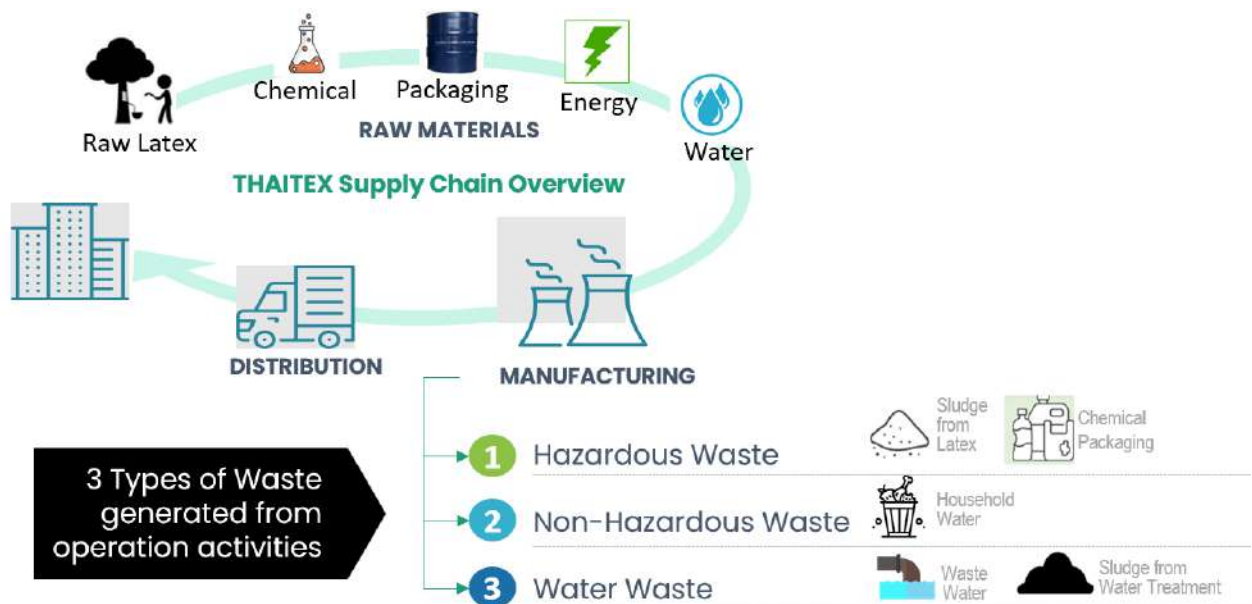 Raw Latex
Chemical
Packaging
Energy
Water
RAW MATERIALS
THAITEX Supply Chain Overview
DISTRIBUTION
MANUFACTURING
3 Types of Waste
generated from
operation activities
1 Hazardous Waste
Sludge
from
Latex
Chemical
Packaging
2 Non-Hazardous Waste
Household
Water
3 Water Waste
Waste
Water
Sludge from
Water Treatment